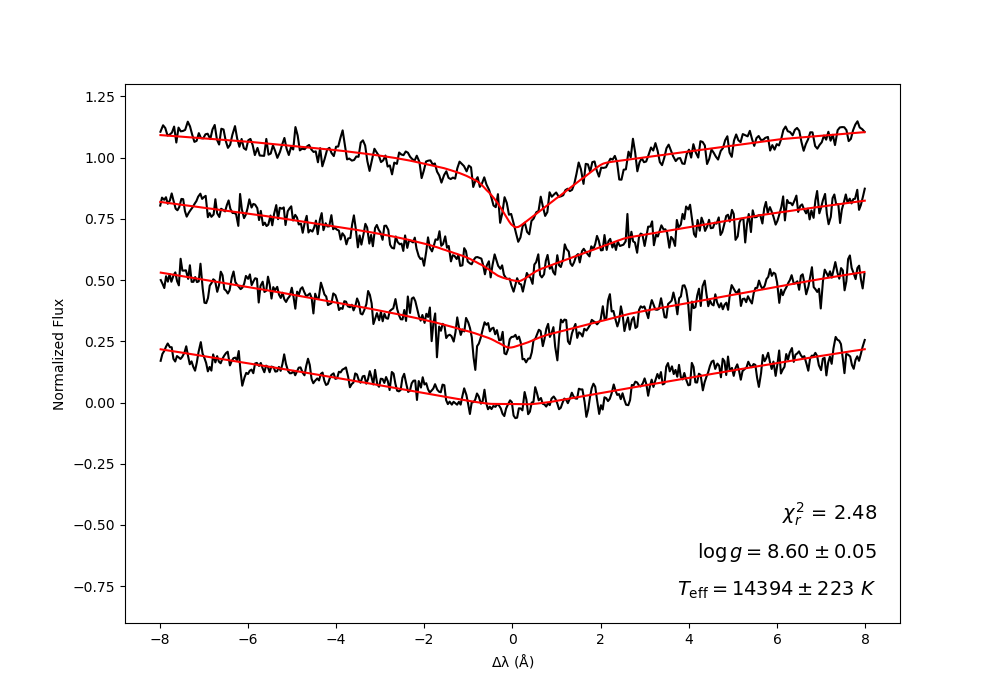 Normalized Flux
1.25
1.00
0.75
0.50
0.25
0.00
−0.25
−0.50
−0.75
χ²ᵣ = 2.48
log g = 8.60 ± 0.05
T_eff = 14394 ± 223 K
−8 −6 −4 −2 0 2 4 6 8
Δλ (Å)